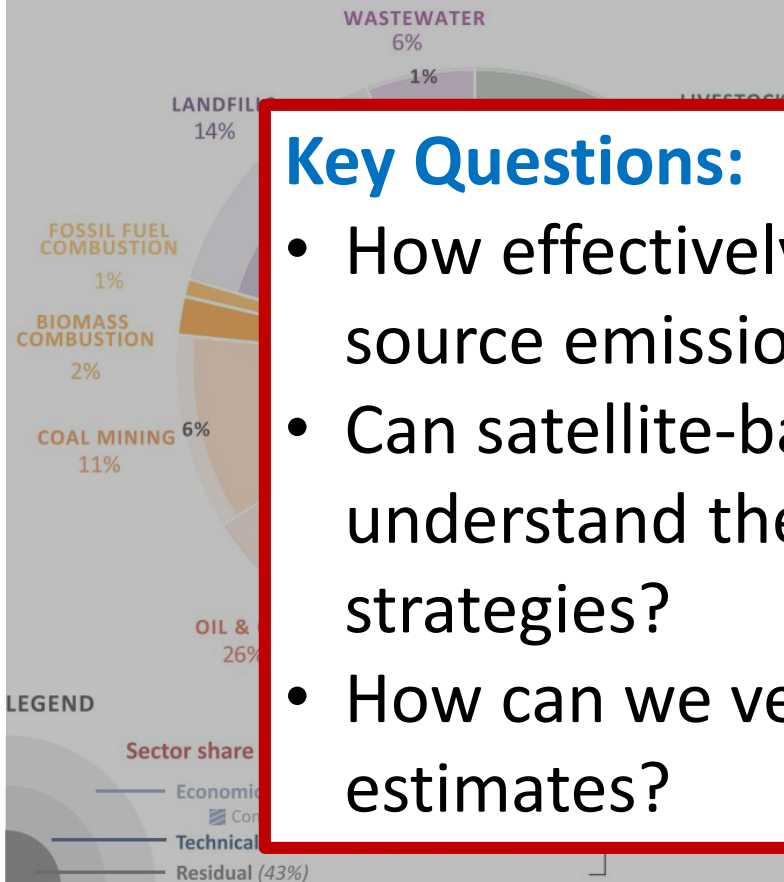 WASTEWATER
6%
1%
LANDFILL
14%
LIVESTOCK
Key Questions:
• How effectively
source emissio
• Can satellite-ba
understand the
strategies?
• How can we ve
estimates?
FOSSIL FUEL
COMBUSTION
1%
BIOMASS
COMBUSTION
2%
COAL MINING 6%
11%
OIL &
26%
LEGEND
Sector share
Economic
Con
Technical
Residual (43%)